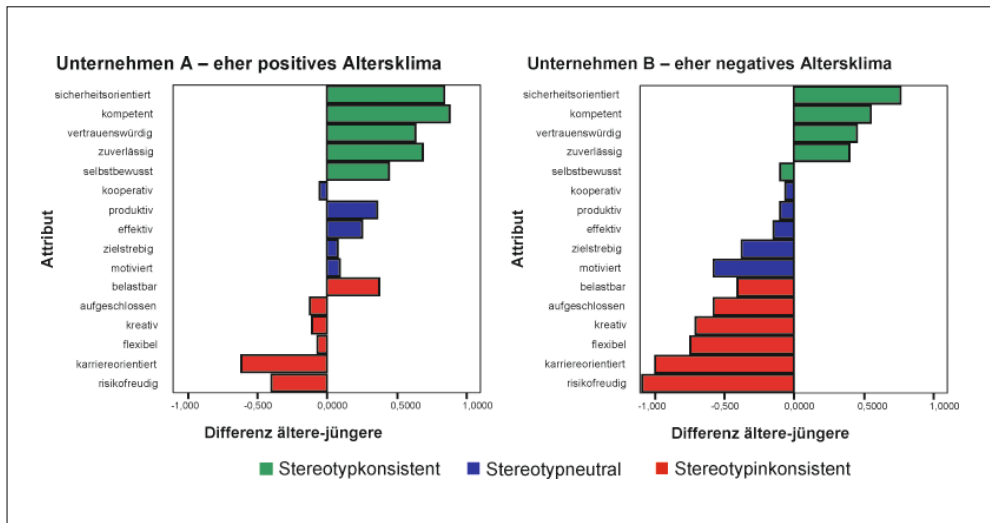 Unternehmen A – eher positives Altersklima
Attribut
sicherheitsorientiert
kompetent
vertrauenswürdig
zuverlässig
selbstbewusst
kooperativ
produktiv
effektiv
zielstrebig
motiviert
belastbar
aufgeschlossen
kreativ
flexibel
karriereorientiert
risikofreudig
-1,000 -0,500 0,0000 0,5000 1,0000
Differenz ältere-jüngere
Unternehmen B – eher negatives Altersklima
Attribut
sicherheitsorientiert
kompetent
vertrauenswürdig
zuverlässig
selbstbewusst
kooperativ
produktiv
effektiv
zielstrebig
motiviert
belastbar
aufgeschlossen
kreativ
flexibel
karriereorientiert
risikofreudig
-1,000 -0,500 0,0000 0,5000 1,0000
Differenz ältere-jüngere
Stereotypkonsistent Stereotypneutral Stereotypinkonsistent